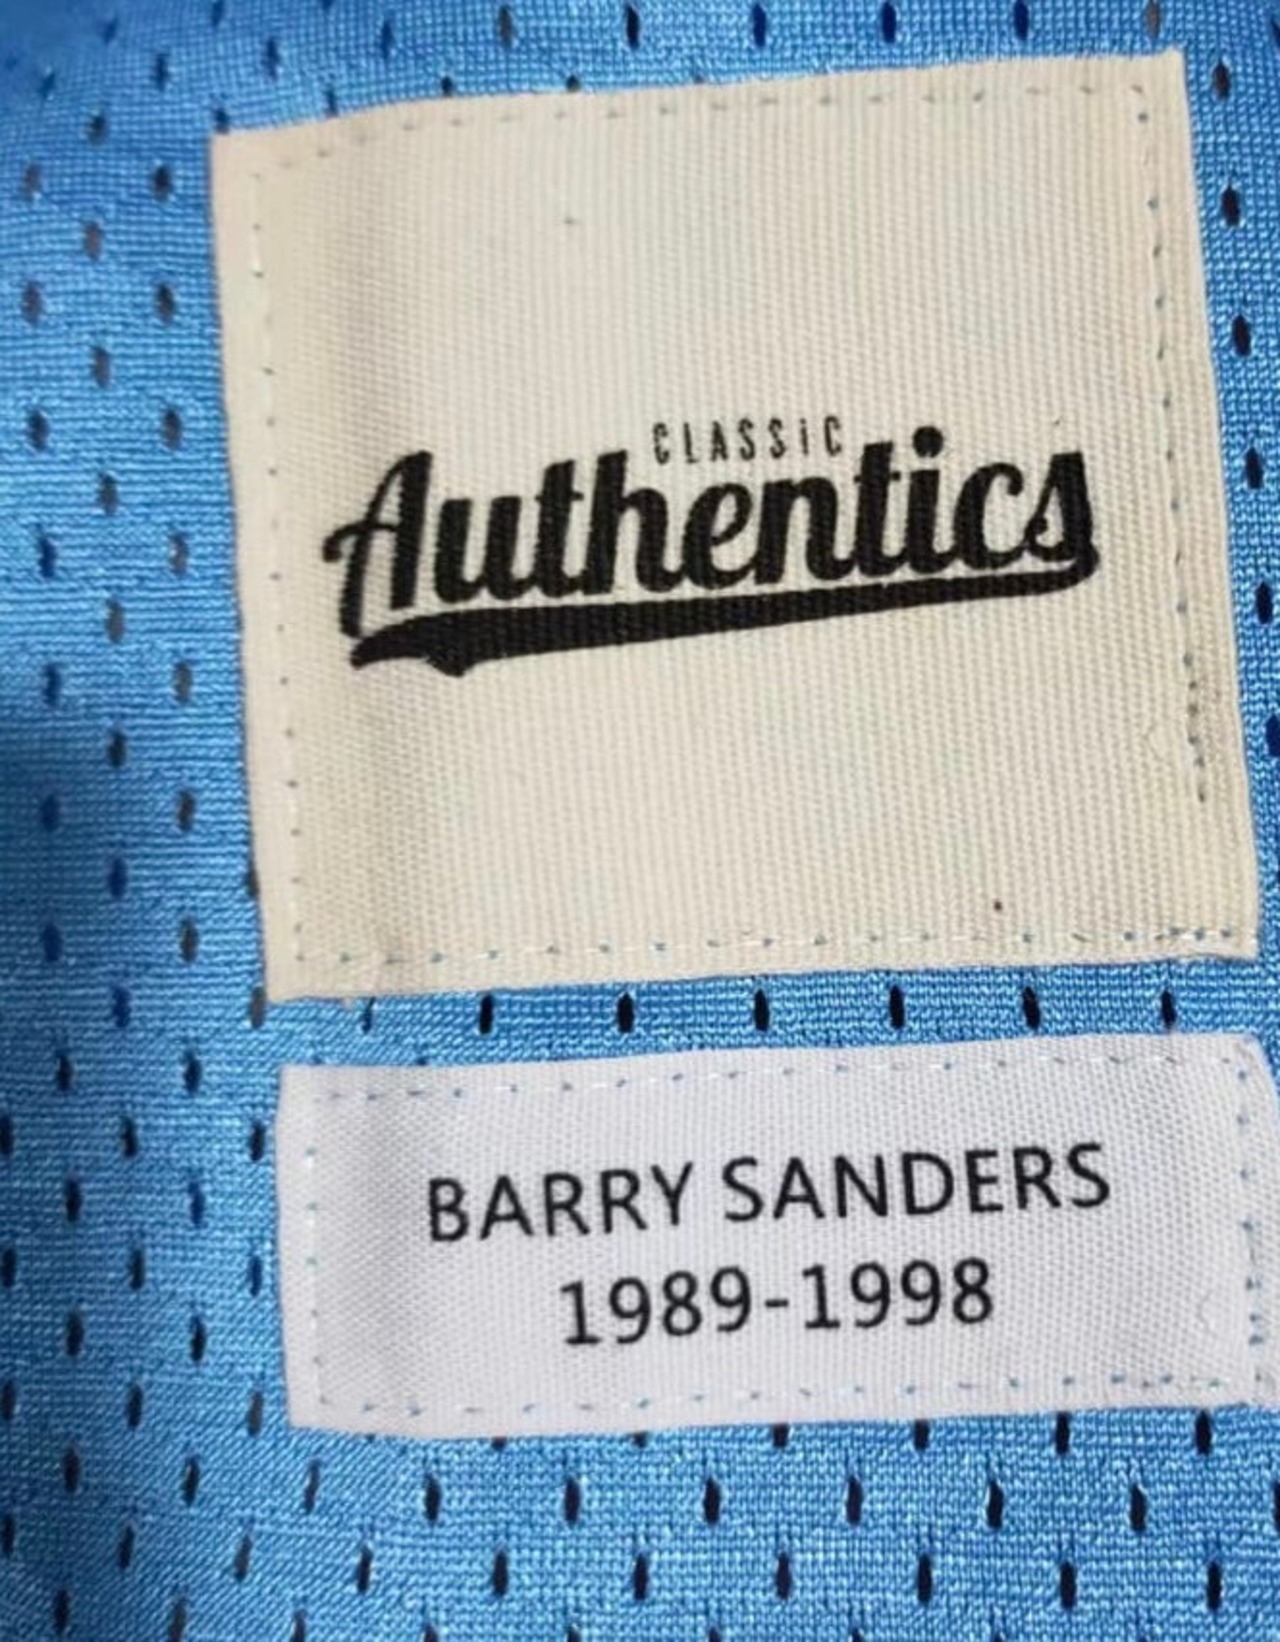 CLASSiC
Authentics
BARRY SANDERS
1989-1998